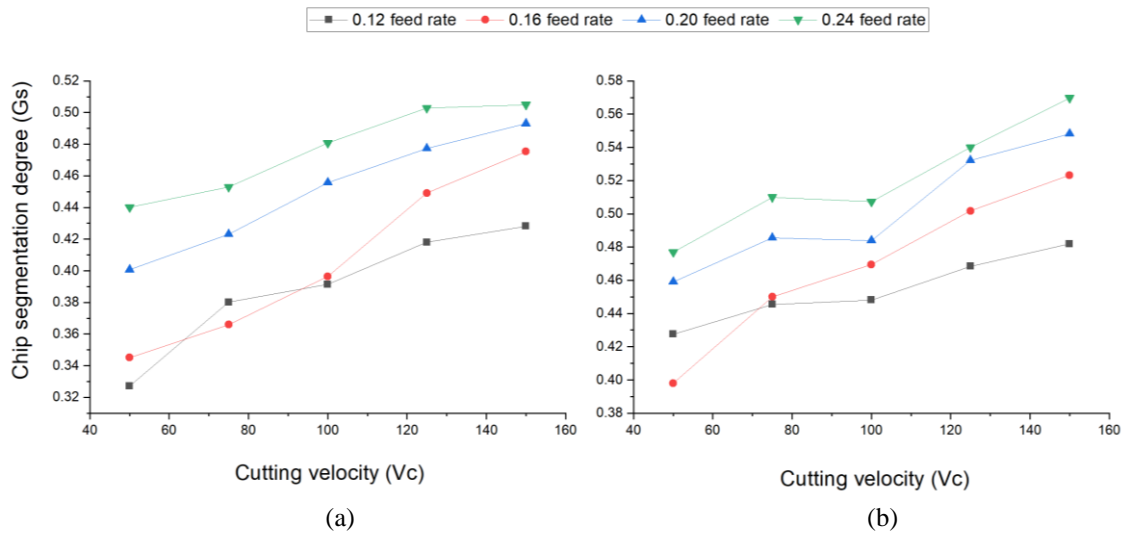 0.12 feed rate 0.16 feed rate 0.20 feed rate 0.24 feed rate
Chip segmentation degree (Gs)
0.52
0.50
0.48
0.46
0.44
0.42
0.40
0.38
0.36
0.34
0.32
40 60 80 100 120 140 160
Cutting velocity (Vc)
(a)
0.58
0.56
0.54
0.52
0.50
0.48
0.46
0.44
0.42
0.40
0.38
40 60 80 100 120 140 160
Cutting velocity (Vc)
(b)